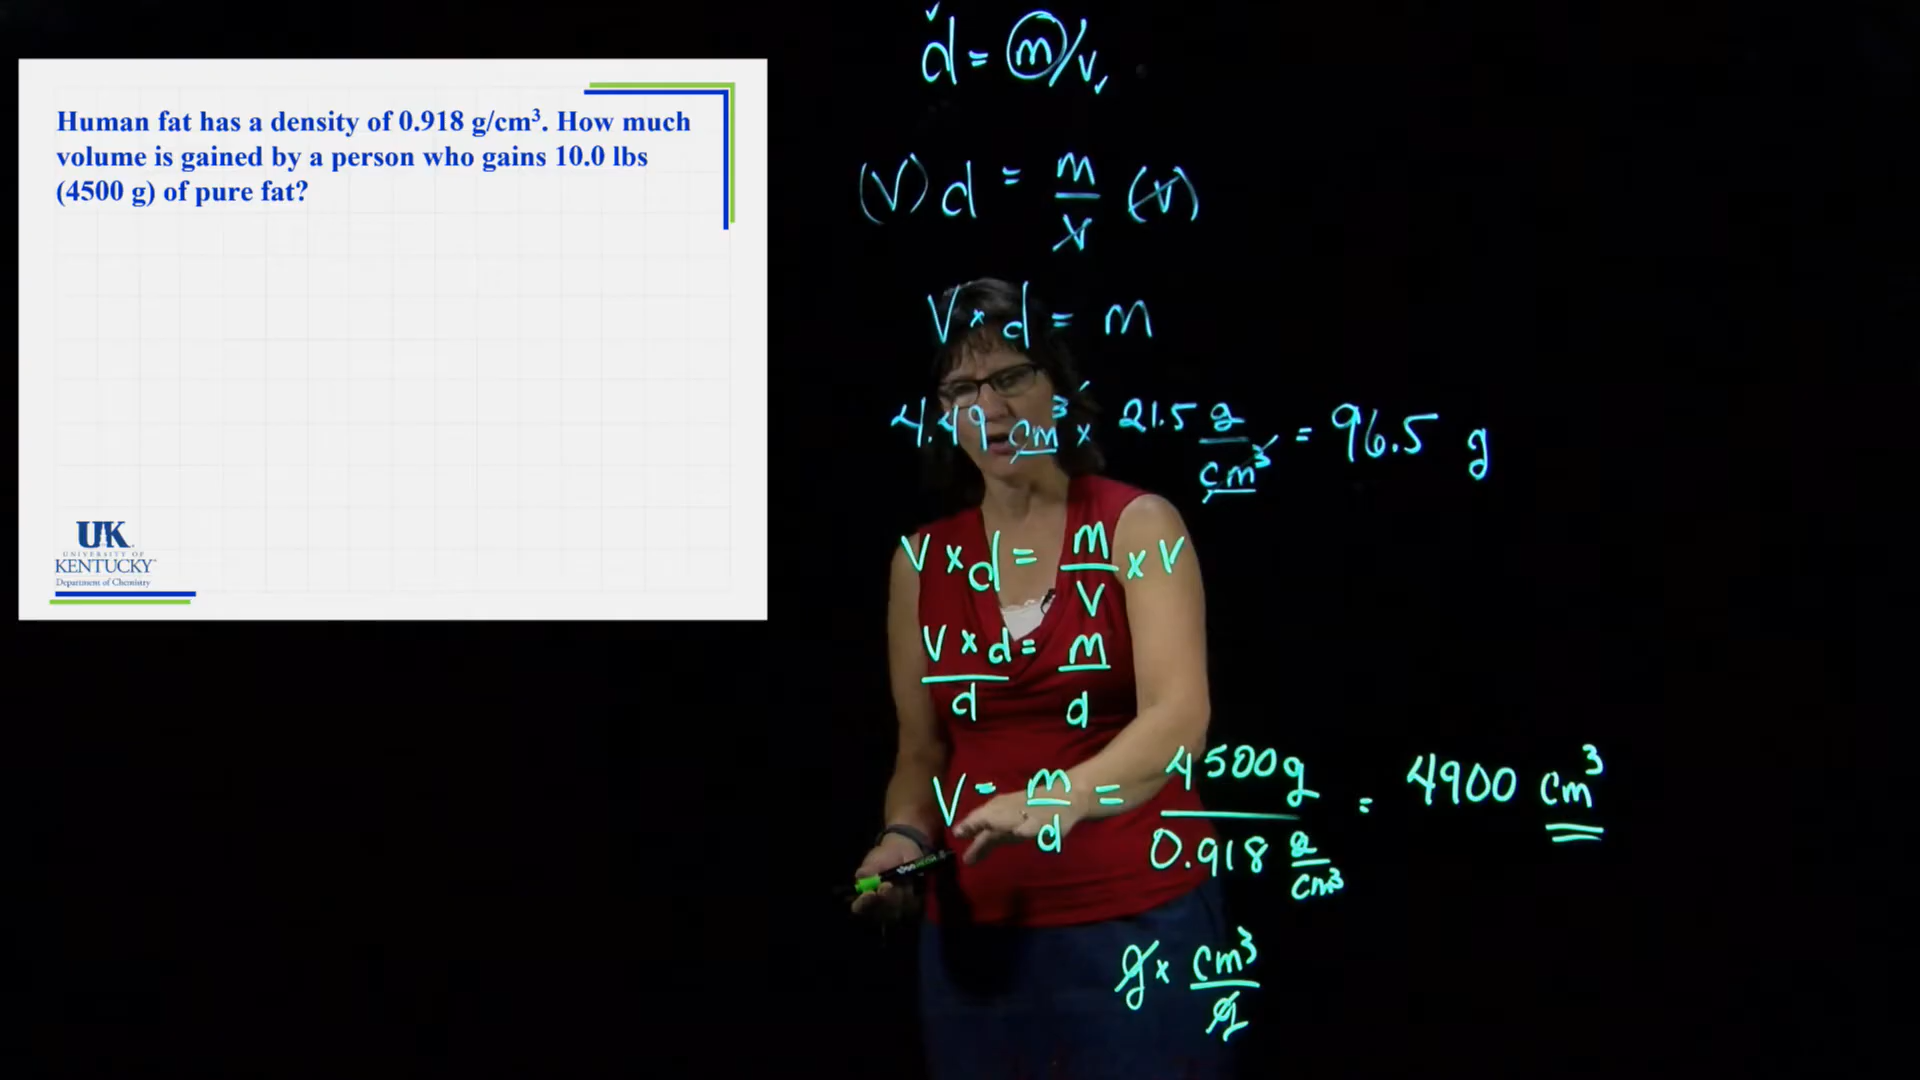 Human fat has a density of 0.918 g/cm³. How much
volume is gained by a person who gains 10.0 lbs
(4500 g) of pure fat?
UK
UNIVERSITY OF
KENTUCKY
Department of Chemistry
d = m/v
(V) d = m/V (V)
V × d = m
4.49 cm³ × 21.5 g/cm³ = 96.5 g
V × d = m/V × V
V × d/d = m/d
V = m/d = 4500g/0.918 g/cm³ = 4900 cm³
g × cm³/g